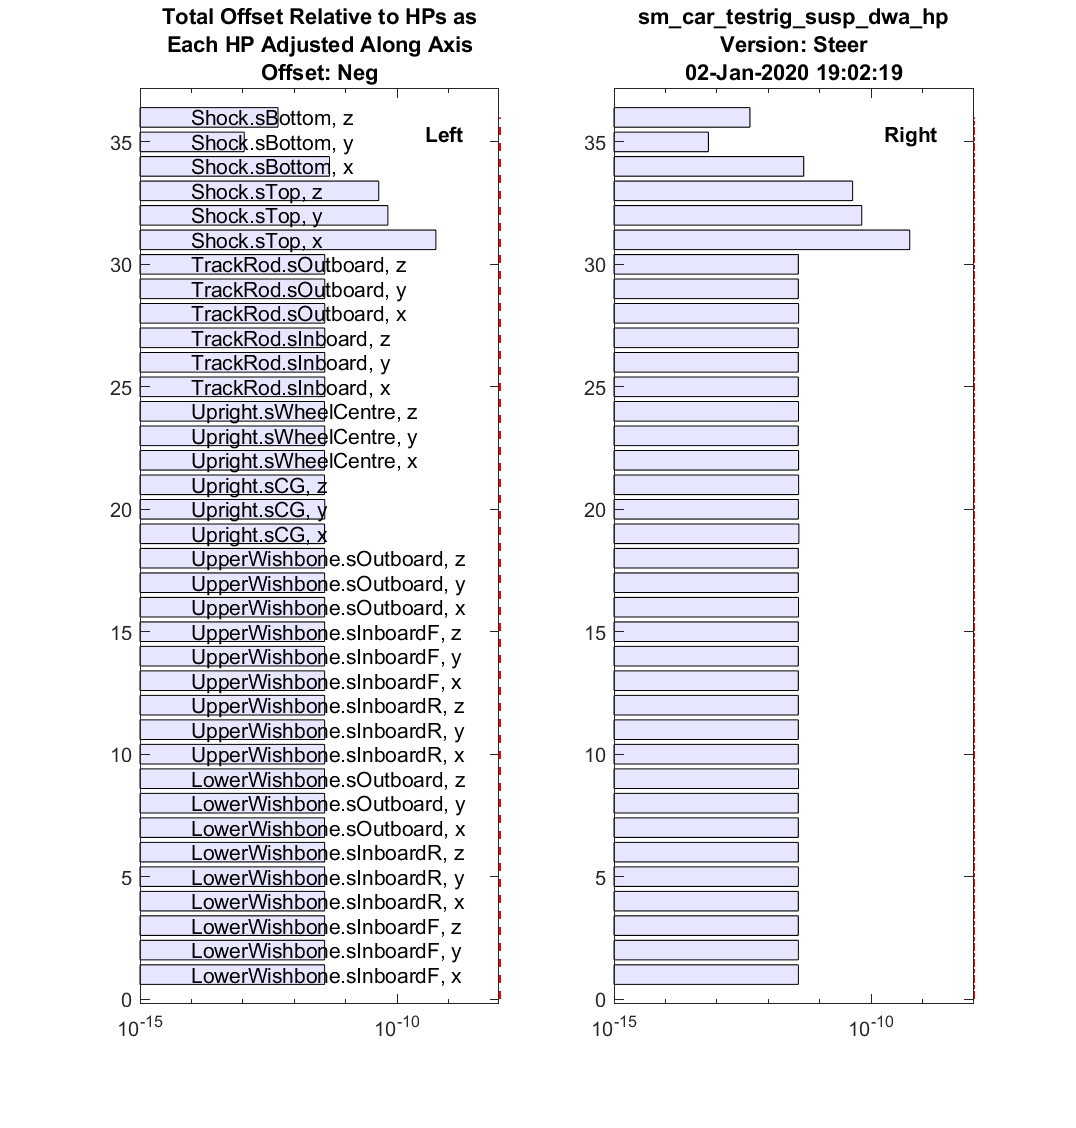 Total Offset Relative to HPs as
Each HP Adjusted Along Axis
Offset: Neg
Left
35
30
25
20
15
10
5
0
Shock.sBottom, z
Shock.sBottom, y
Shock.sBottom, x
Shock.sTop, z
Shock.sTop, y
Shock.sTop, x
TrackRod.sOutboard, z
TrackRod.sOutboard, y
TrackRod.sOutboard, x
TrackRod.sInboard, z
TrackRod.sInboard, y
TrackRod.sInboard, x
Upright.sWheelCentre, z
Upright.sWheelCentre, y
Upright.sWheelCentre, x
Upright.sCG, z
Upright.sCG, y
Upright.sCG, x
UpperWishbone.sOutboard, z
UpperWishbone.sOutboard, y
UpperWishbone.sOutboard, x
UpperWishbone.sInboardF, z
UpperWishbone.sInboardF, y
UpperWishbone.sInboardF, x
UpperWishbone.sInboardR, z
UpperWishbone.sInboardR, y
UpperWishbone.sInboardR, x
LowerWishbone.sOutboard, z
LowerWishbone.sOutboard, y
LowerWishbone.sOutboard, x
LowerWishbone.sInboardR, z
LowerWishbone.sInboardR, y
LowerWishbone.sInboardR, x
LowerWishbone.sInboardF, z
LowerWishbone.sInboardF, y
LowerWishbone.sInboardF, x
10^-15 10^-10
sm_car_testrig_susp_dwa_hp
Version: Steer
02-Jan-2020 19:02:19
Right
35
30
25
20
15
10
5
0
10^-15 10^-10